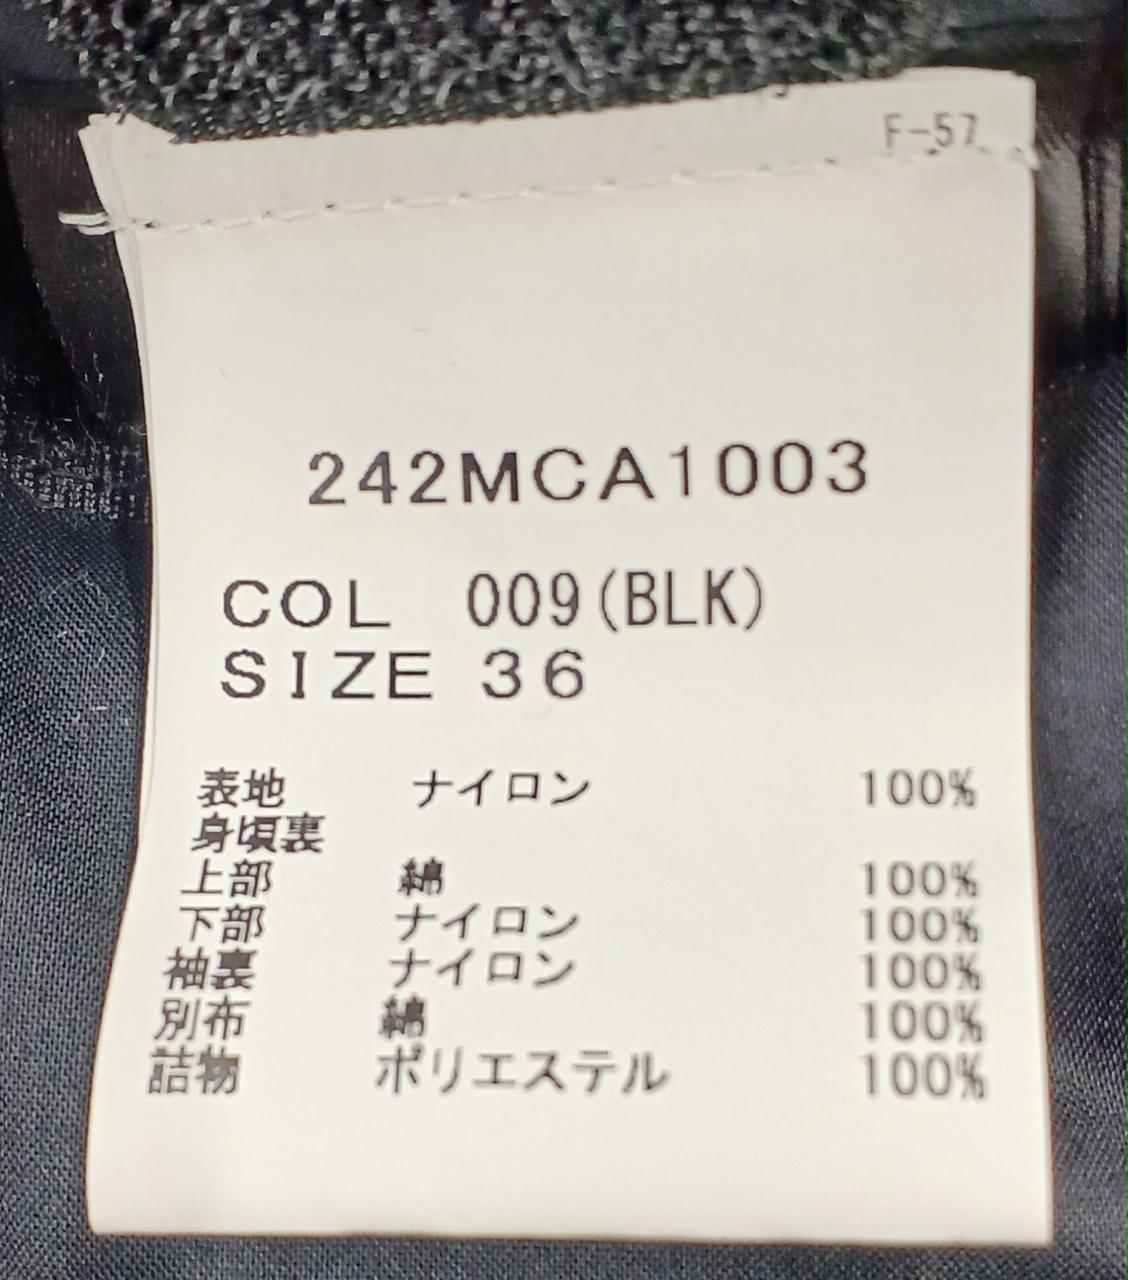 F-57
242MCA1003
COL 009(BLK)
SIZE 36
表地 ナイロン 100%
身頃裏
上部 綿 100%
下部 ナイロン 100%
袖裏 ナイロン 100%
別布 綿 100%
詰物 ポリエステル 100%